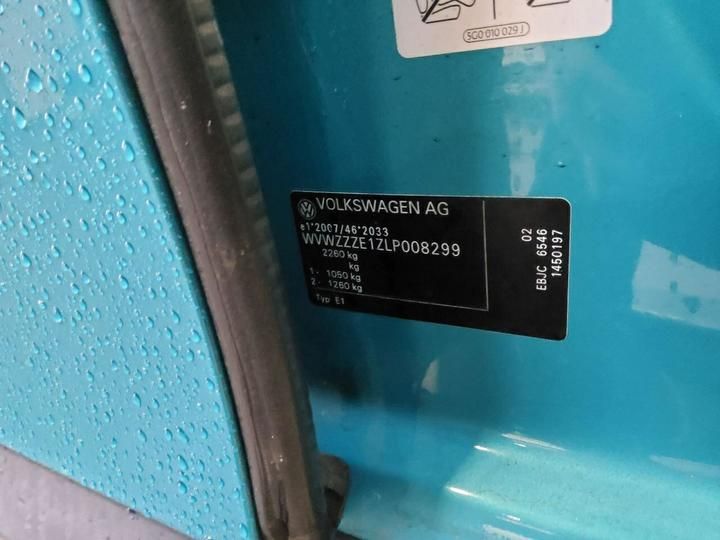 5G0 010 029 J
VOLKSWAGEN AG
e1*2007/46*2033
WVWZZZE1ZLP008299
2260 kg
kg
1 - 1050 kg
2 - 1260 kg
Typ E1
02
EBJC 6546
1450197